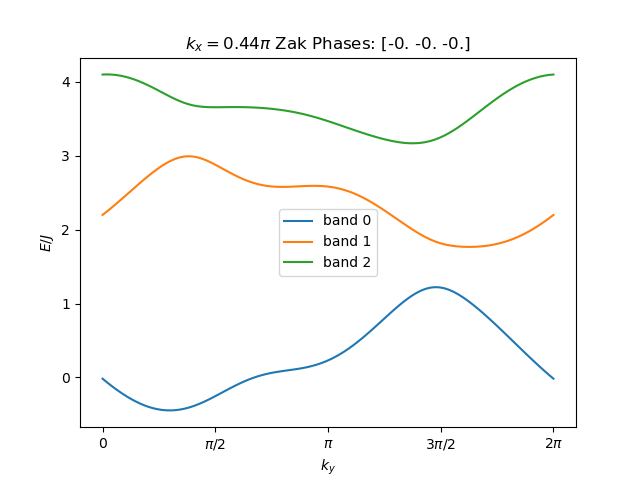 $k_x = 0.44\pi$ Zak Phases: [-0. -0. -0.]
E/J
4
3
2
1
0
band 0
band 1
band 2
0
π/2
π
3π/2
2π
$k_y$